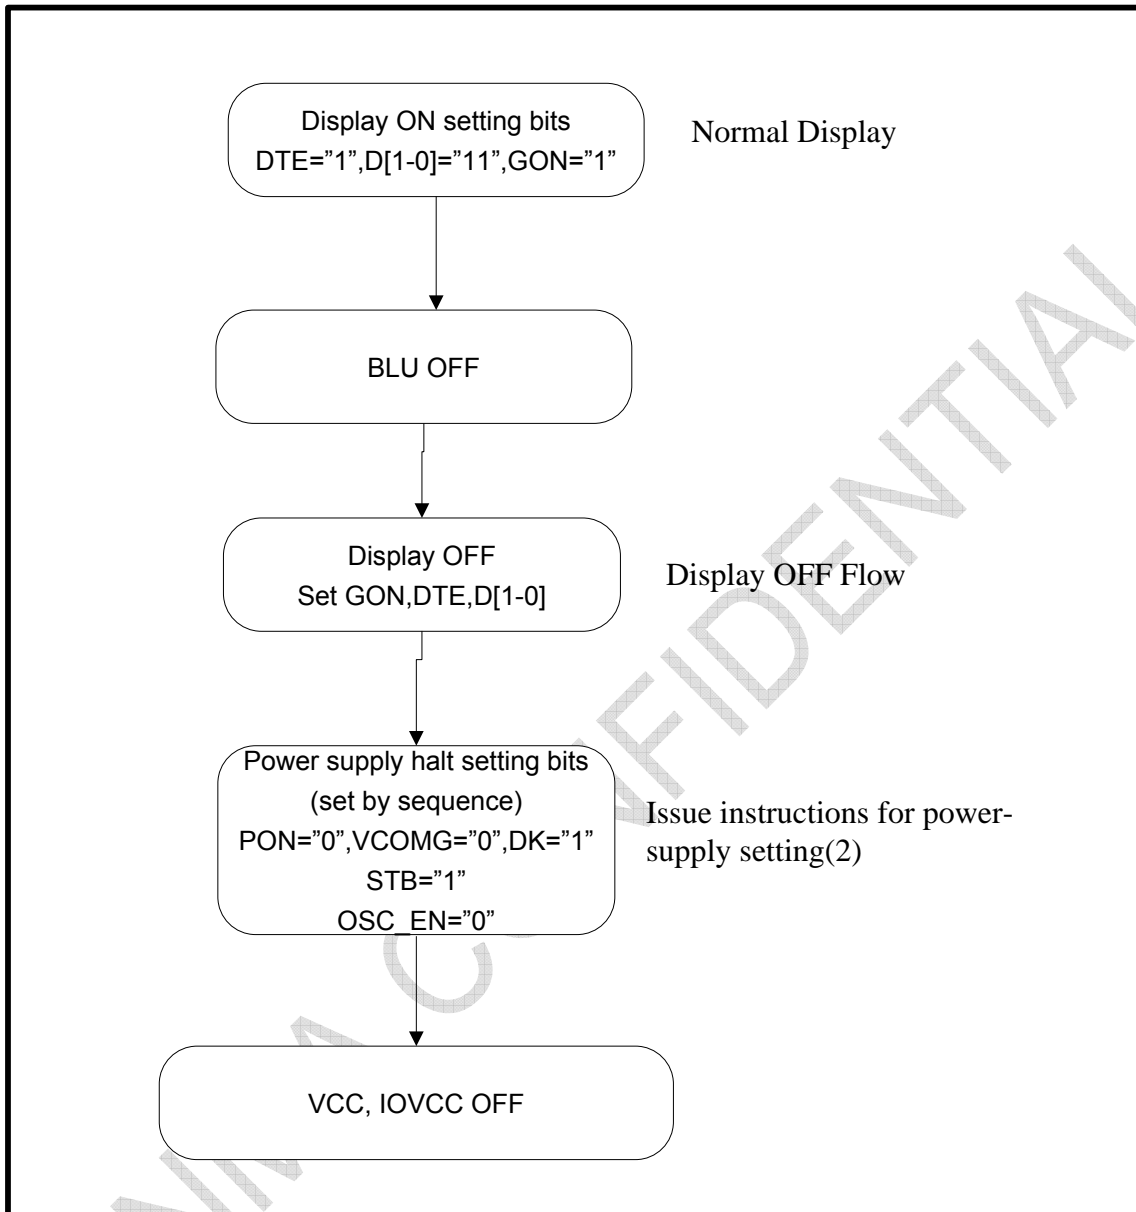 Display ON setting bits
DTE=”1”,D[1-0]=”11”,GON=”1”
Normal Display
BLU OFF
Display OFF
Set GON,DTE,D[1-0]
Display OFF Flow
Power supply halt setting bits
(set by sequence)
PON=”0”,VCOMG=”0”,DK=”1”
STB=”1”
OSC_EN=”0”
Issue instructions for power-
supply setting(2)
VCC, IOVCC OFF
CONFIDENTIAL